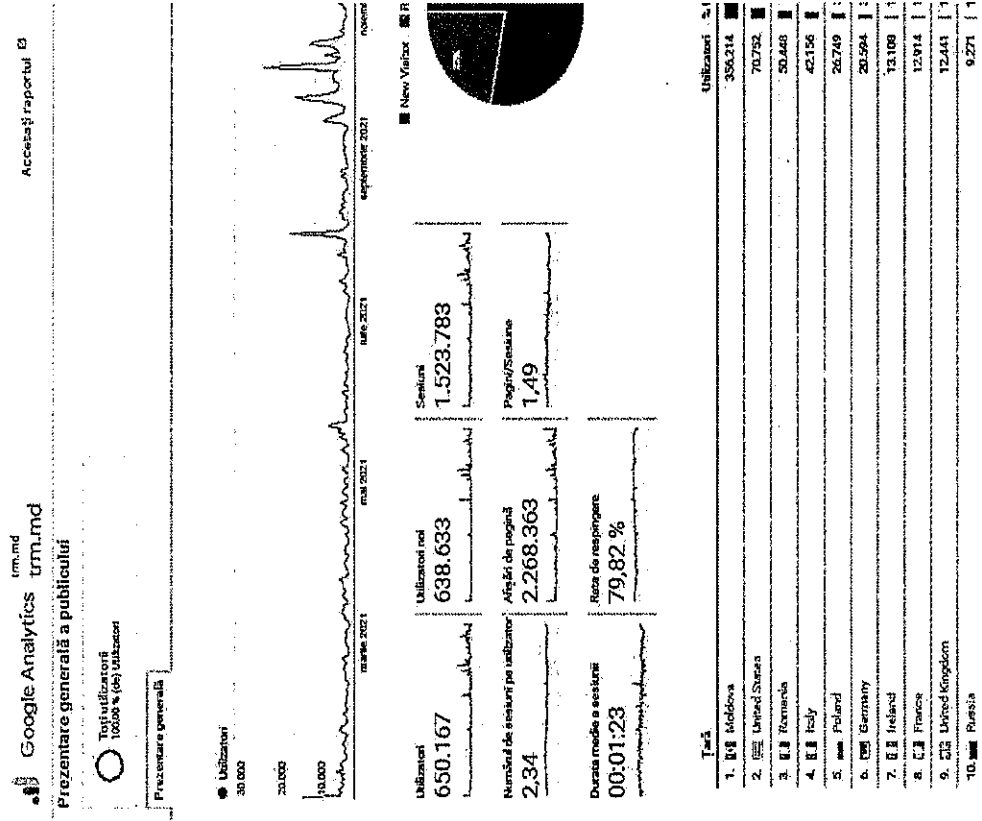 trm.md
Google Analytics trm.md
Accesați raportul
Prezentare generală a publicului
Toți utilizatorii
100,00 % (de) Utilizatori
Prezentare generală
Utilizatori
30.000
20.000
10.000
martie 2021 mai 2021 iulie 2021 septembrie 2021
New Visitor
Utilizatori
650.167
Utilizatori noi
638.633
Sesiuni
1.523.783
Numărul de sesiuni pe utilizator
2,34
Afișări de pagină
2.268.363
Pagini/Sesiune
1,49
Durata medie a sesiunii
00:01:23
Rata de respingere
79,82 %
Țară Utilizatori
1. Moldova 356.214
2. United States 70.752
3. Romania 50.448
4. Italy 42.156
5. Poland 26.749
6. Germany 20.594
7. Ireland 13.108
8. France 12.914
9. United Kingdom 12.441
10. Russia 9.271